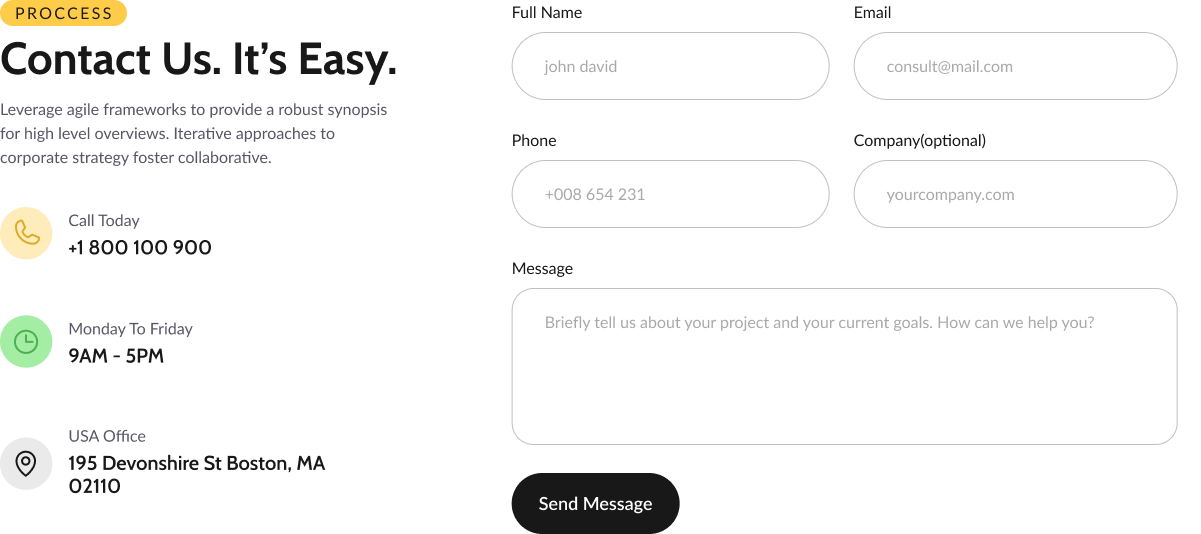 PROCCESS
Contact Us. It’s Easy.
Leverage agile frameworks to provide a robust synopsis
for high level overviews. Iterative approaches to
corporate strategy foster collaborative.
Call Today
+1 800 100 900
Monday To Friday
9AM - 5PM
USA Office
195 Devonshire St Boston, MA
02110
Full Name
john david
Email
consult@mail.com
Phone
+008 654 231
Company(optional)
yourcompany.com
Message
Briefly tell us about your project and your current goals. How can we help you?
Send Message